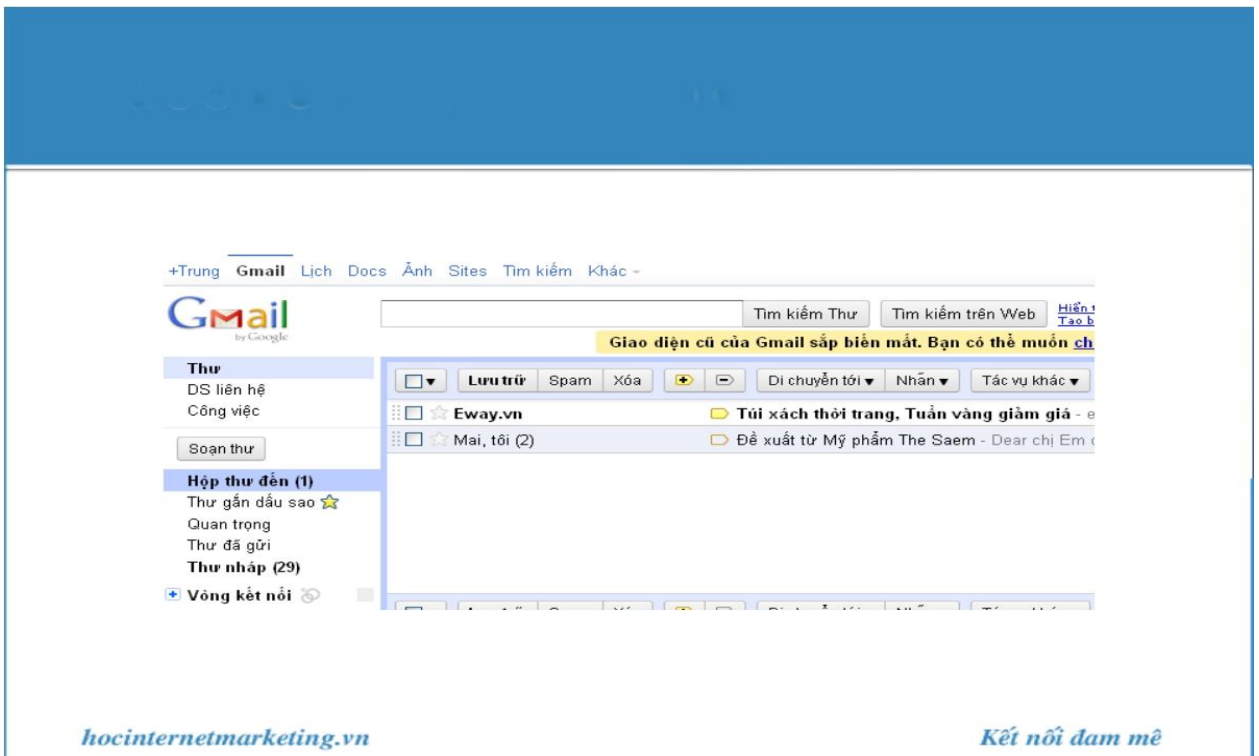 +Trung Gmail Lịch Docs Ảnh Sites Tìm kiếm Khác
Gmail
by Google
Tìm kiếm Thư Tìm kiếm trên Web
Giao diện cũ của Gmail sắp biến mất. Bạn có thể muốn
Thư
DS liên hệ
Công việc
Soạn thư
Hộp thư đến (1)
Thư gắn dấu sao
Quan trọng
Thư đã gửi
Thư nháp (29)
Vòng kết nối
Lưu trữ Spam Xóa Di chuyển tới Nhãn Tác vụ khác
Eway.vn Túi xách thời trang, Tuần vàng giảm giá -
Mai, tôi (2) Đề xuất từ Mỹ phẩm The Saem - Dear chị Em
hocinternetmarketing.vn
Kết nối đam mê